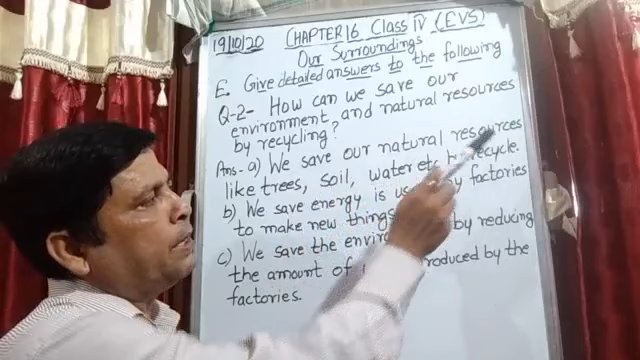 19/10/20 CHAPTER 16 Class IV (EVS)
Our Surroundings
E. Give detailed answers to the following
Q-2- How can we save our
environment and natural resources
by recycling?
Ans- a) We save our natural resources
like trees, soil, water etc recycle.
b) We save energy is by factories
to make new things
c) We save the by reducing
the amount of produced by the
factories.